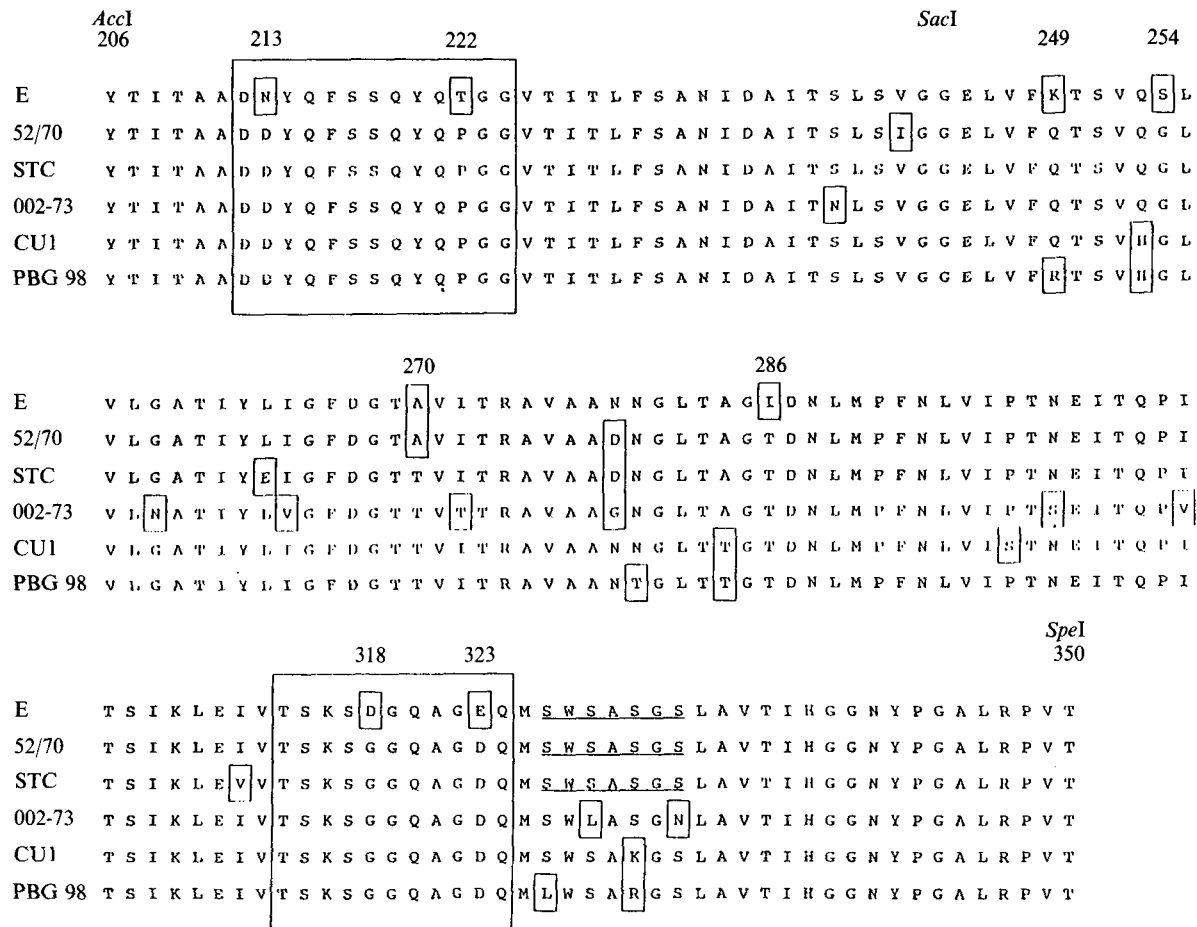 AccI SacI
206 213 222 249 254
E Y T I T A A D N Y Q F S S Q Y Q T G G V T I T L F S A N I D A I T S L S V G G E L V F K T S V Q S L
52/70 Y T I T A A D D Y Q F S S Q Y Q P G G V T I T L F S A N I D A I T S L S I G G E L V F Q T S V Q G L
STC Y T I T A A D D Y Q F S S Q Y Q P G G V T I T L F S A N I D A I T S L S V G G E L V F Q T S V Q G L
002-73 Y T I T A A D D Y Q F S S Q Y Q P G G V T I T L F S A N I D A I T N L S V G G E L V F Q T S V Q G L
CU1 Y T I T A A D D Y Q F S S Q Y Q P G G V T I T L F S A N I D A I T S L S V G G E L V F Q T S V H G L
PBG 98 Y T I T A A D D Y Q F S S Q Y Q P G G V T I T L F S A N I D A I T S L S V G G E L V F R T S V H G L
270 286
E V L G A T I Y L I G F D G T A V I T R A V A A N N G L T A G I D N L M P F N L V I P T N E I T Q P I
52/70 V L G A T I Y L I G F D G T A V I T R A V A A D N G L T A G T D N L M P F N L V I P T N E I T Q P I
STC V L G A T I Y E I G F D G T T V I T R A V A A D N G L T A G T D N L M P F N L V I P T N E I T Q P I
002-73 V L N A T I Y L V G F D G T T V T T R A V A A G N G L T A G T D N L M P F N L V I P T S E I T Q P V
CU1 V L G A T I Y L I G F D G T T V I T R A V A A N N G L T T G T D N L M P F N L V I S T N E I T Q P I
PBG 98 V L G A T I Y L I G F D G T T V I T R A V A A N T G L T T G T D N L M P F N L V I P T N E I T Q P I
SpeI
318 323 350
E T S I K L E I V T S K S D G Q A G E Q M S W S A S G S L A V T I H G G N Y P G A L R P V T
52/70 T S I K L E I V T S K S G G Q A G D Q M S W S A S G S L A V T I H G G N Y P G A L R P V T
STC T S I K L E V V T S K S G G Q A G D Q M S W S A S G S L A V T I H G G N Y P G A L R P V T
002-73 T S I K L E I V T S K S G G Q A G D Q M S W L A S G N L A V T I H G G N Y P G A L R P V T
CU1 T S I K L E I V T S K S G G Q A G D Q M S W S A K G S L A V T I H G G N Y P G A L R P V T
PBG 98 T S I K L E I V T S K S G G Q A G D Q M L W S A R G S L A V T I H G G N Y P G A L R P V T